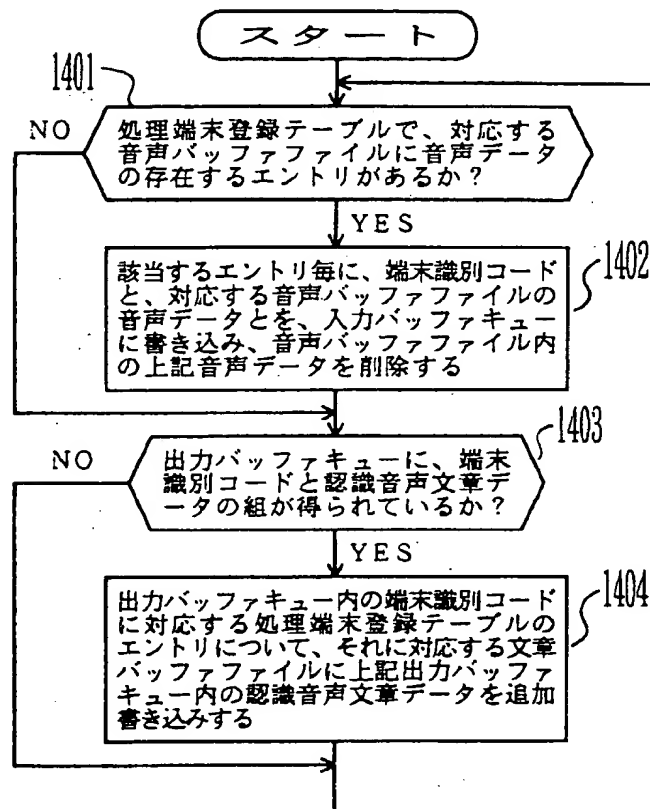 スタート
1401
NO
処理端末登録テーブルで、対応する
音声バッファファイルに音声データ
の存在するエントリがあるか？
YES
1402
該当するエントリ毎に、端末識別コード
と、対応する音声バッファファイルの
音声データとを、入力バッファキュー
に書き込み、音声バッファファイル内
の上記音声データを削除する
1403
NO
出力バッファキューに、端末
識別コードと認識音声文章デ
ータの組が得られているか？
YES
1404
出力バッファキュー内の端末識別コード
に対応する処理端末登録テーブルの
エントリについて、それに対応する文章
バッファファイルに上記出力バッファ
キュー内の認識音声文章データを追加
書き込みする